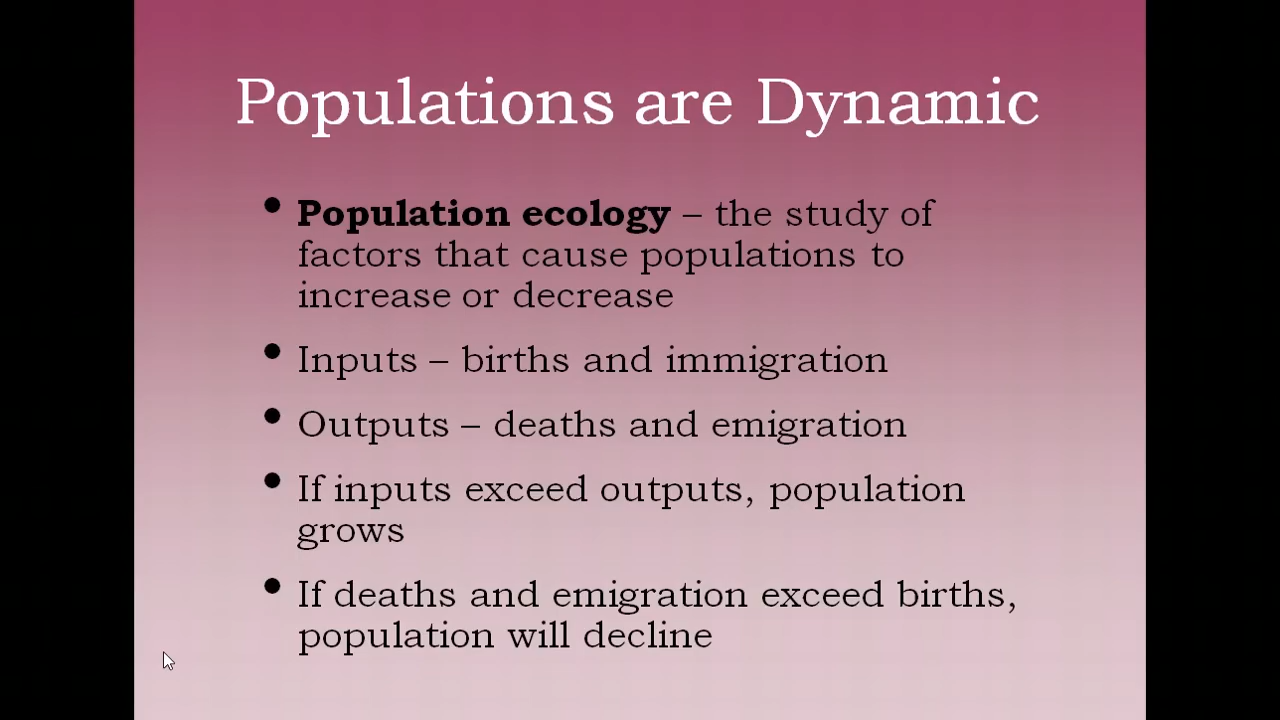 Populations are Dynamic
• Population ecology – the study of
factors that cause populations to
increase or decrease
• Inputs – births and immigration
• Outputs – deaths and emigration
• If inputs exceed outputs, population
grows
• If deaths and emigration exceed births,
population will decline